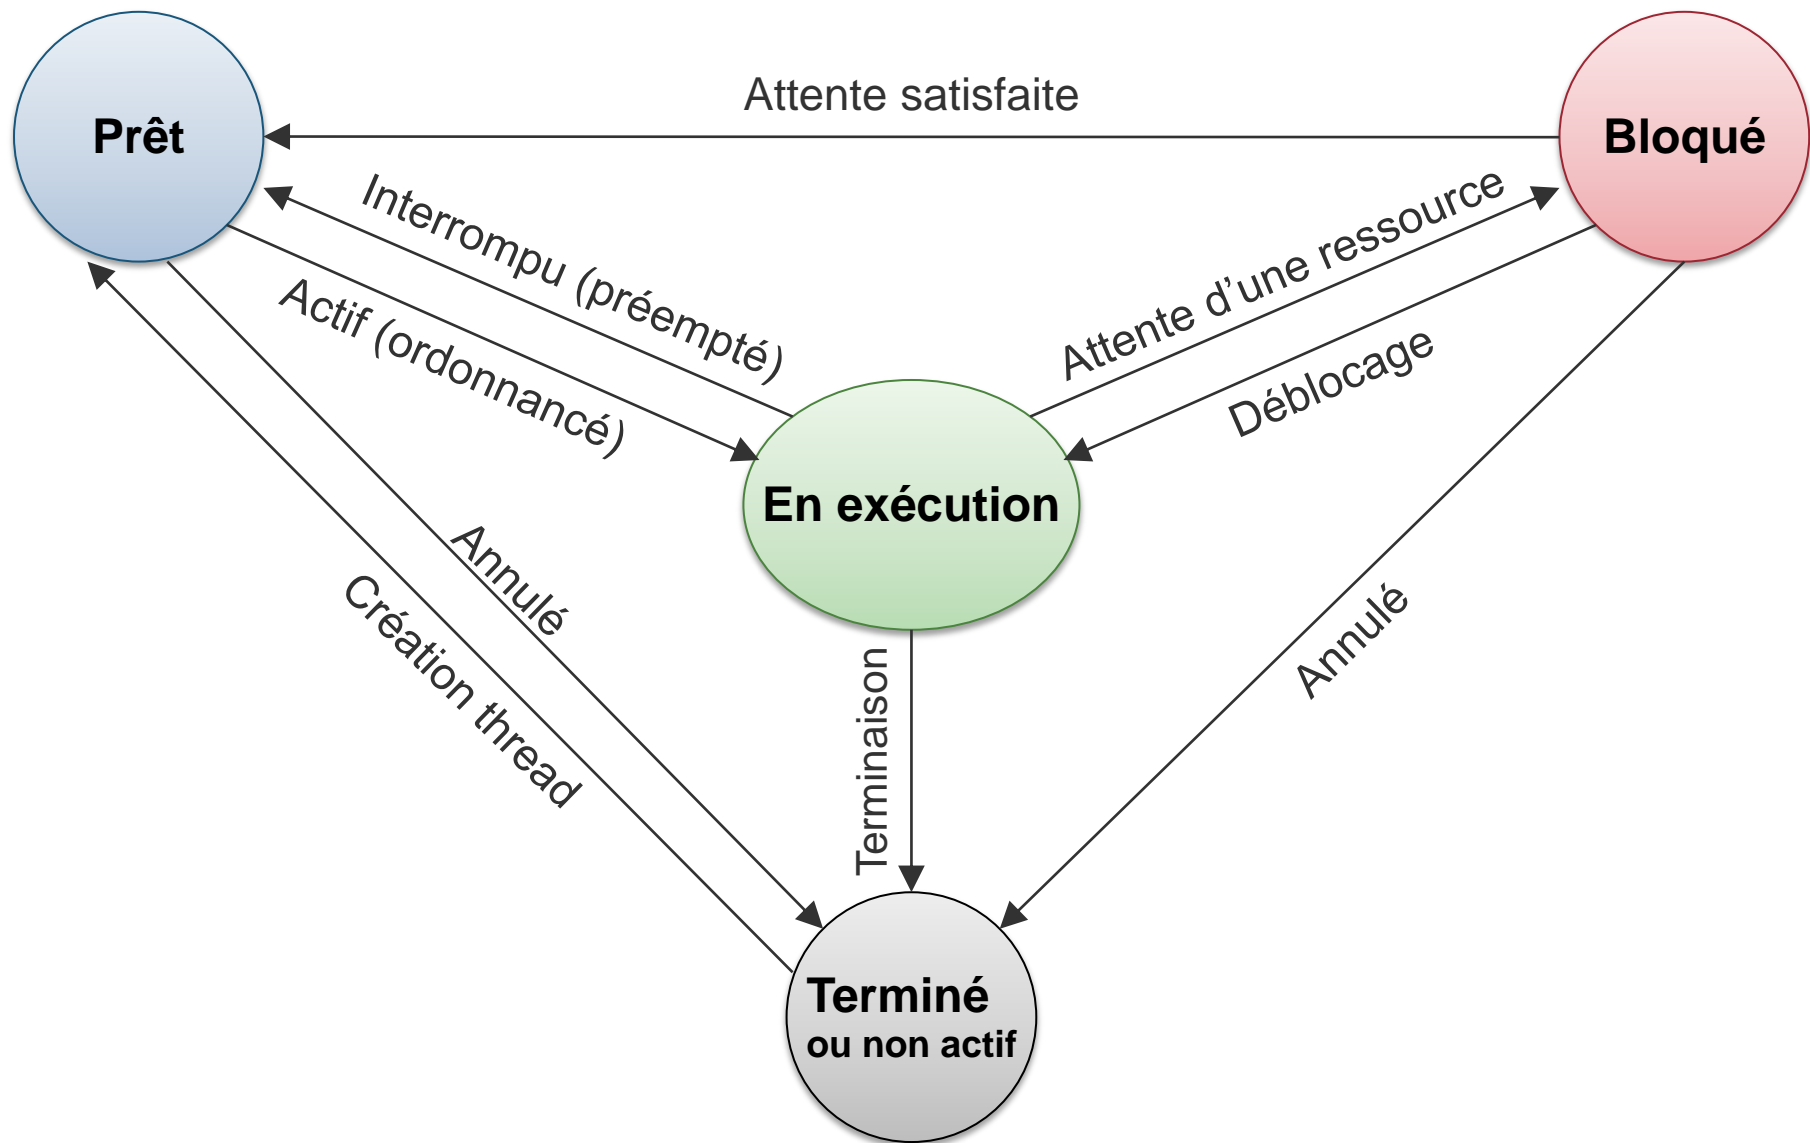 Attente satisfaite
Prêt
Bloqué
Interrompu (préempté)
Attente d’une ressource
Actif (ordonnancé)
Déblocage
En exécution
Annulé
Création thread
Terminaison
Annulé
Terminé
ou non actif